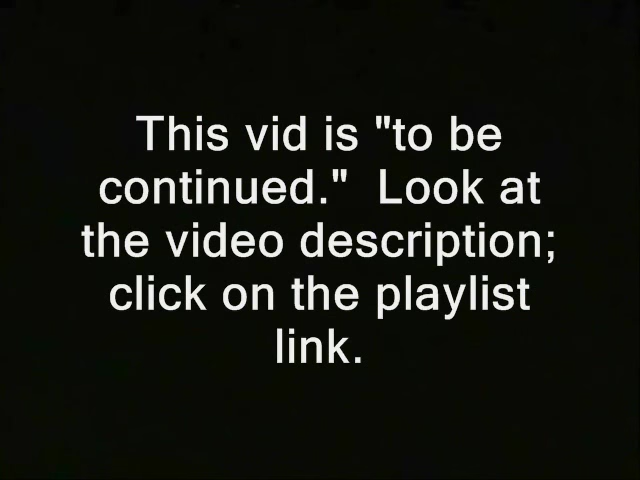 This vid is "to be
continued."  Look at
the video description;
click on the playlist
link.